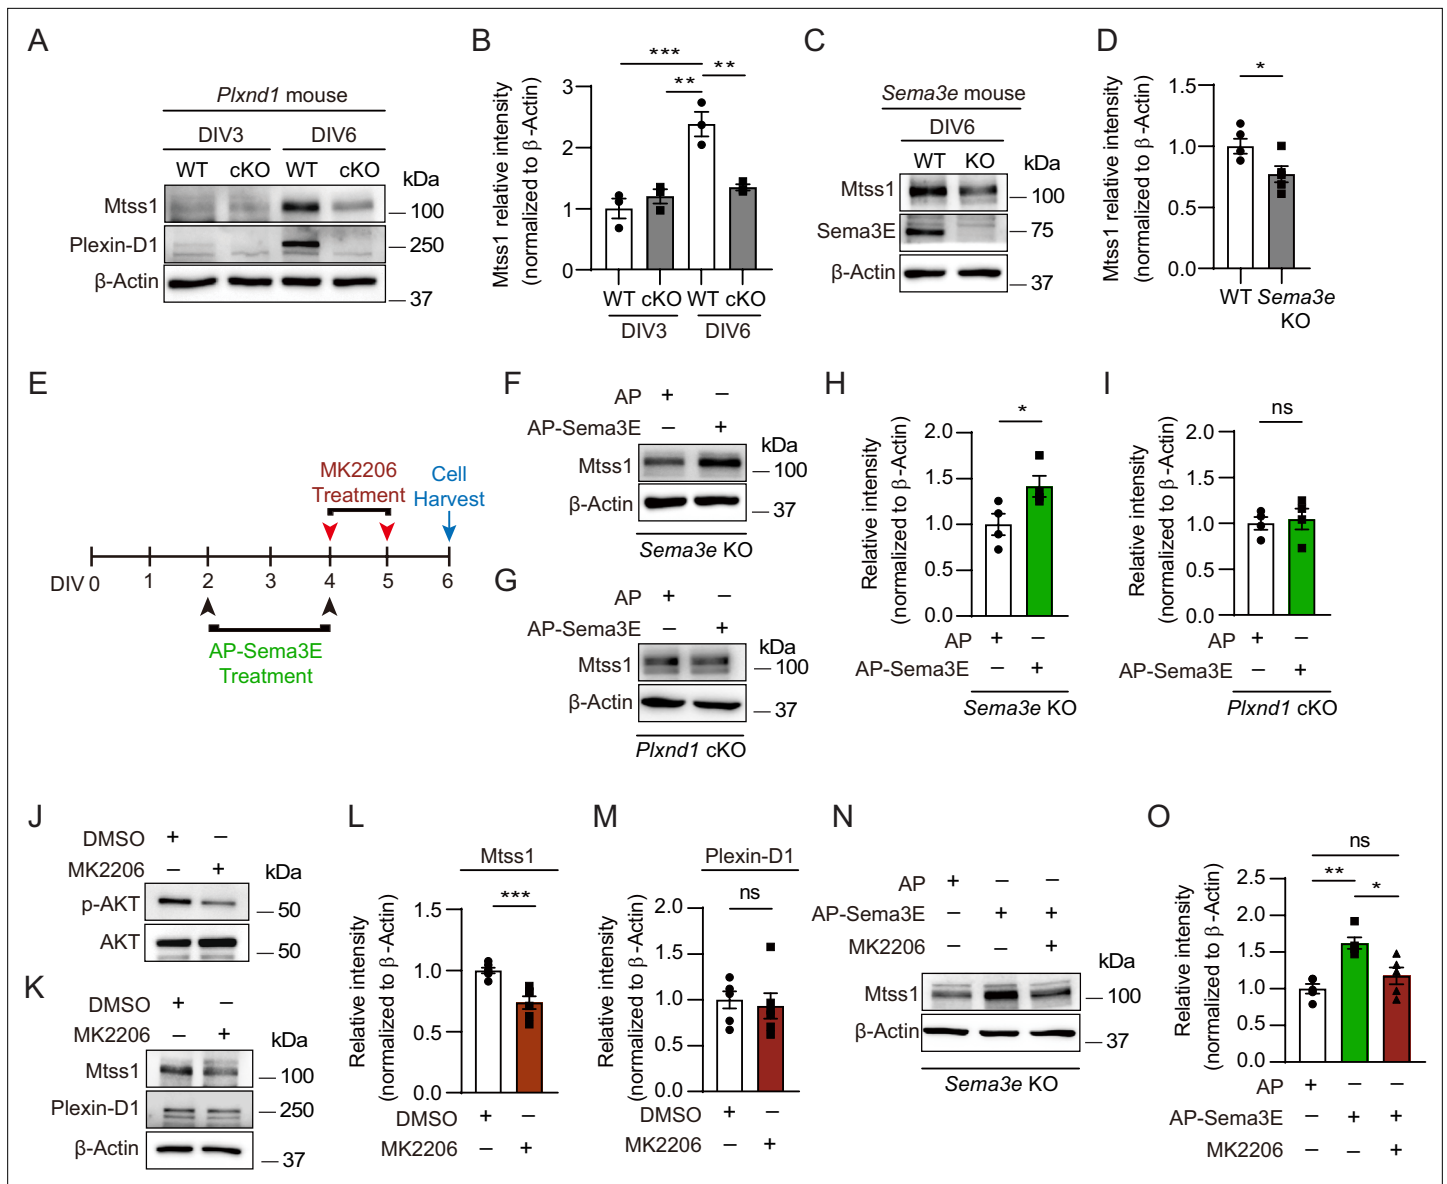 A
Plxnd1 mouse
DIV3 DIV6
WT cKO WT cKO
kDa
Mtss1
100
Plexin-D1
250
β-Actin
37
B
Mtss1 relative intensity
(normalized to β-Actin)
3
2
1
0
*** 
** **
WT cKO WT cKO
DIV3 DIV6
C
Sema3e mouse
DIV6
WT KO
kDa
Mtss1
100
Sema3E
75
β-Actin
37
D
Mtss1 relative intensity
(normalized to β-Actin)
1.5
1.0
0.5
0.0
*
WT Sema3e
KO
E
MK2206
Treatment
Cell
Harvest
DIV 0 1 2 3 4 5 6
AP-Sema3E
Treatment
F
AP + –
AP-Sema3E – +
kDa
Mtss1
100
β-Actin
37
Sema3e KO
G
AP + –
AP-Sema3E – +
kDa
Mtss1
100
β-Actin
37
Plxnd1 cKO
H
Relative intensity
(normalized to β-Actin)
2.0
1.5
1.0
0.5
0.0
*
AP + –
AP-Sema3E – +
Sema3e KO
I
Relative intensity
(normalized to β-Actin)
2.0
1.5
1.0
0.5
0.0
ns
AP + –
AP-Sema3E – +
Plxnd1 cKO
J
DMSO + –
MK2206 – +
kDa
p-AKT
50
AKT
50
K
DMSO + –
MK2206 – +
kDa
Mtss1
100
Plexin-D1
250
β-Actin
37
L
Mtss1
Relative intensity
(normalized to β-Actin)
1.5
1.0
0.5
0.0
***
DMSO + –
MK2206 – +
M
Plexin-D1
Relative intensity
(normalized to β-Actin)
2.0
1.5
1.0
0.5
0.0
ns
DMSO + –
MK2206 – +
N
AP + – –
AP-Sema3E – + +
MK2206 – – +
kDa
Mtss1
100
β-Actin
37
Sema3e KO
O
Relative intensity
(normalized to β-Actin)
2.5
2.0
1.5
1.0
0.5
0.0
ns
** *
AP + – –
AP-Sema3E – + +
MK2206 – – +